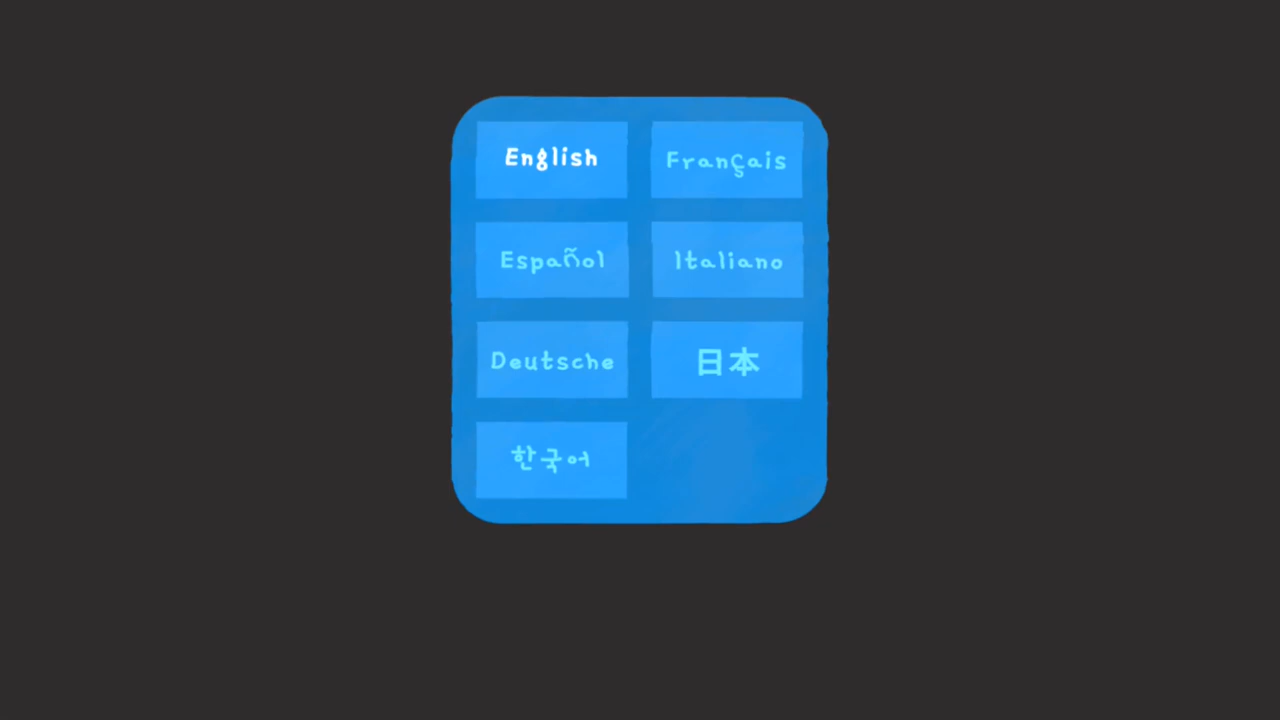 English
Français
Español
Italiano
Deutsche
日本
한국어